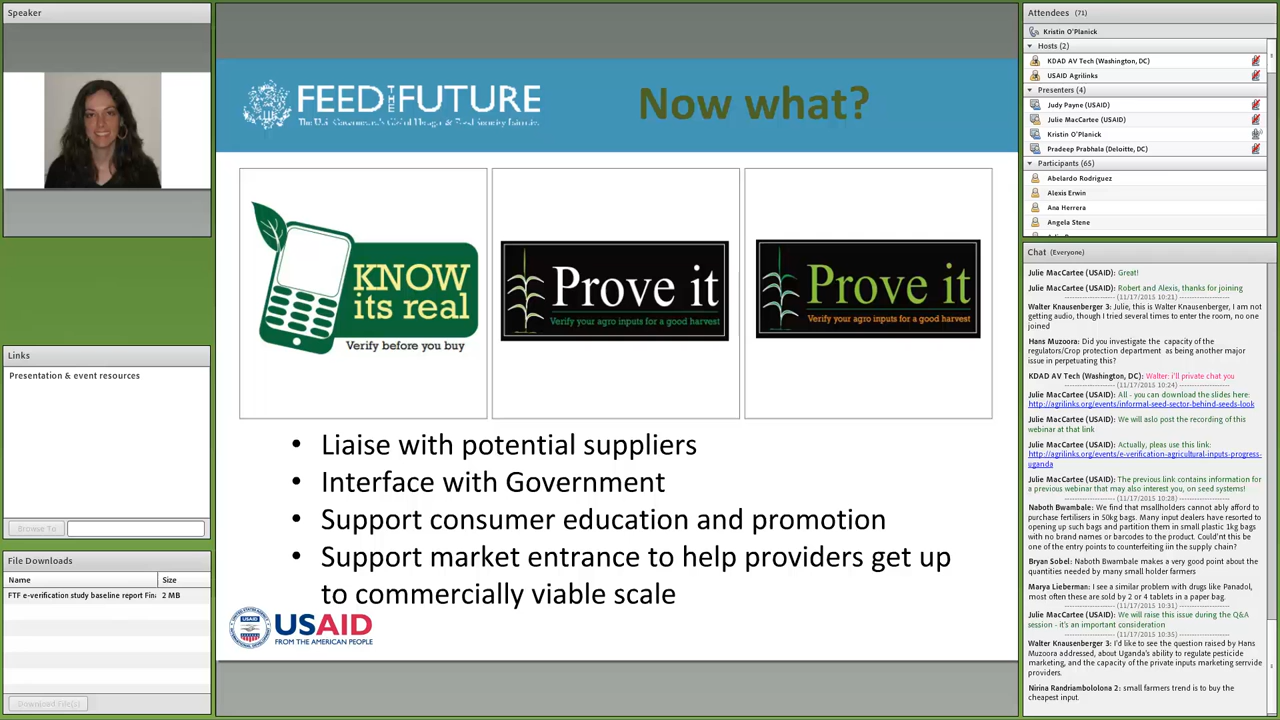 Speaker
FEED THE FUTURE
The U.S. Government's Global Hunger & Food Security Initiative
Now what?
KNOW
its real
Verify before you buy
Prove it
Verify your agro inputs for a good harvest
Prove it
Verify your agro inputs for a good harvest
• Liaise with potential suppliers
• Interface with Government
• Support consumer education and promotion
• Support market entrance to help providers get up
to commercially viable scale
USAID
FROM THE AMERICAN PEOPLE
Links
Presentation & event resources
Browse To
File Downloads
Name
Size
FTF e-verification study baseline report Fin
2 MB
Download File(s)
Attendees (71)
Kristin O'Planick
Hosts (2)
KDAD AV Tech (Washington, DC)
USAID Agrilinks
Presenters (4)
Judy Payne (USAID)
Julie MacCartee (USAID)
Kristin O'Planick
Pradeep Prabhala (Deloitte, DC)
Participants (65)
Abelardo Rodriguez
Alexis Erwin
Ana Herrera
Angela Stene
Chat (Everyone)
Julie MacCartee (USAID): Great!
Julie MacCartee (USAID): Robert and Alexis, thanks for joining
(11/17/2015 10:21)
Walter Knausenberger 3: Julie, this is Walter Knausenberger, I am not
getting audio, though I tried several times to enter the room, no one
joined
Hans Muzoora: Did you investigate the capacity of the
regulators/Crop protection department as being another major
issue in perpetuating this?
KDAD AV Tech (Washington, DC): Walter: i'll private chat you
(11/17/2015 10:24)
Julie MacCartee (USAID): All - you can download the slides here:
http://agrilinks.org/events/informal-seed-sector-behind-seeds-look
Julie MacCartee (USAID): We will aslo post the recording of this
webinar at that link
Julie MacCartee (USAID): Actually, pleas use this link:
http://agrilinks.org/events/e-verification-agricultural-inputs-progress-
uganda
Julie MacCartee (USAID): The previous link contains information for
a previous webinar that may also interest you, on seed systems!
(11/17/2015 10:28)
Naboth Bwambale: We find that msallholders cannot ably afford to
purchase fertilisers in 50kg bags. Many input dealers have resorted to
opening up such bags and partition them in small plastic 1kg bags
with no brand names or barcodes to the product. Could'nt this be
one of the entry points to counterfeiting iin the supply chain?
Bryan Sobel: Naboth Bwambale makes a very good point about the
quantities needed by many small holder farmers
Marya Lieberman: I see a similar problem with drugs like Panadol,
most often these are sold by 2 or 4 tablets in a paper bag.
(11/17/2015 10:31)
Julie MacCartee (USAID): We will raise this issue during the Q&A
session - it's an important consideration
(11/17/2015 10:35)
Walter Knausenberger 3: I'd like to see the question raised by Hans
Muzoora addressed, about Uganda's ability to regulate pesticide
marketing, and the capacity of the private inputs marketing serrvide
providers.
Nirina Randriambololona 2: small farmers trend is to buy the
cheapest input.